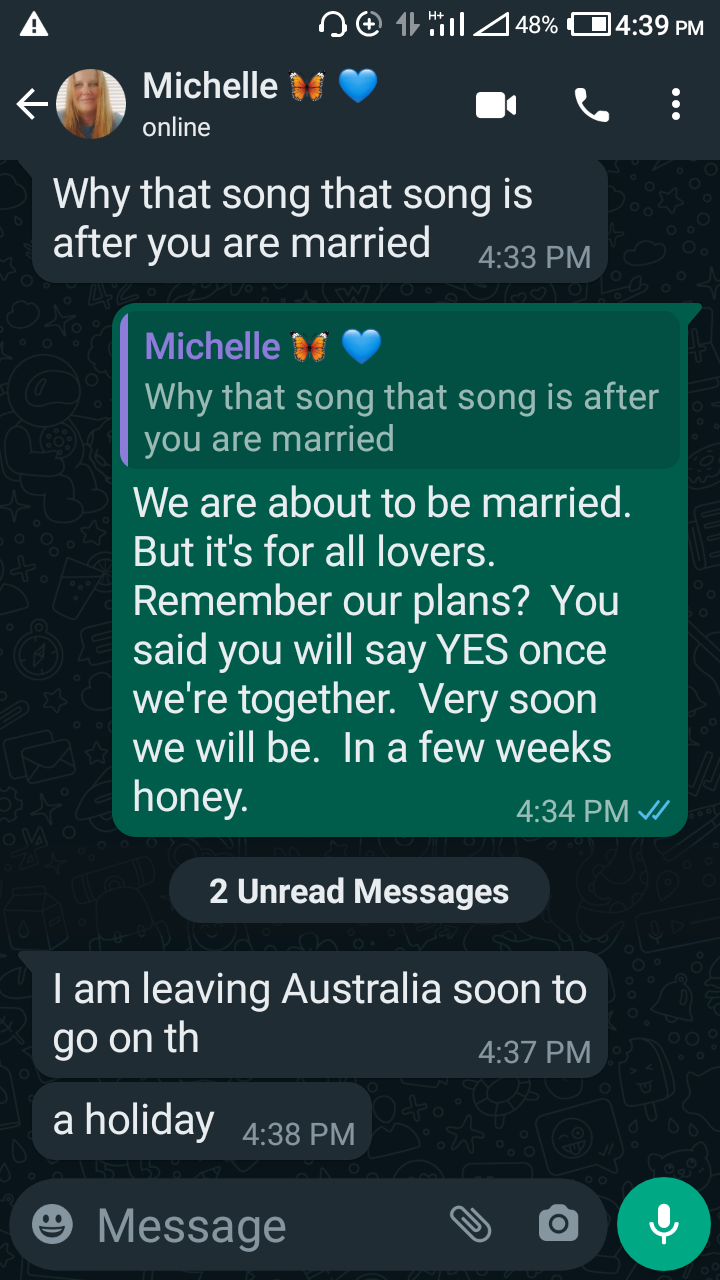 H+ 48% 4:39 PM
Michelle 🦋 💙
online
Why that song that song is
after you are married 4:33 PM
Michelle 🦋 💙
Why that song that song is after
you are married
We are about to be married.
But it's for all lovers.
Remember our plans? You
said you will say YES once
we're together. Very soon
we will be. In a few weeks
honey. 4:34 PM
2 Unread Messages
I am leaving Australia soon to
go on th 4:37 PM
a holiday 4:38 PM
Message